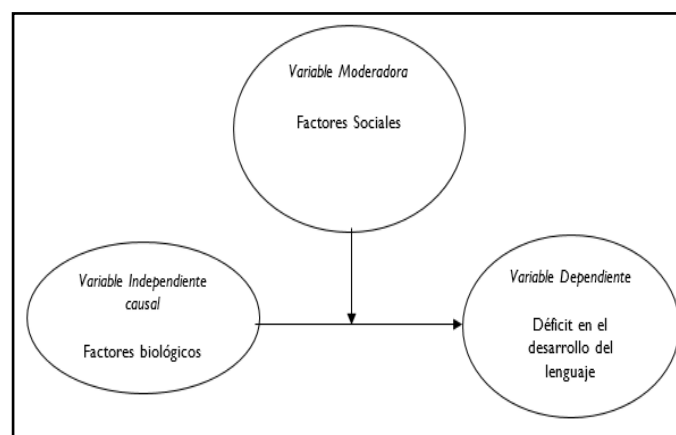 Variable Moderadora
Factores Sociales
Variable Independiente
causal
Factores biológicos
Variable Dependiente
Déficit en el
desarrollo del
lenguaje